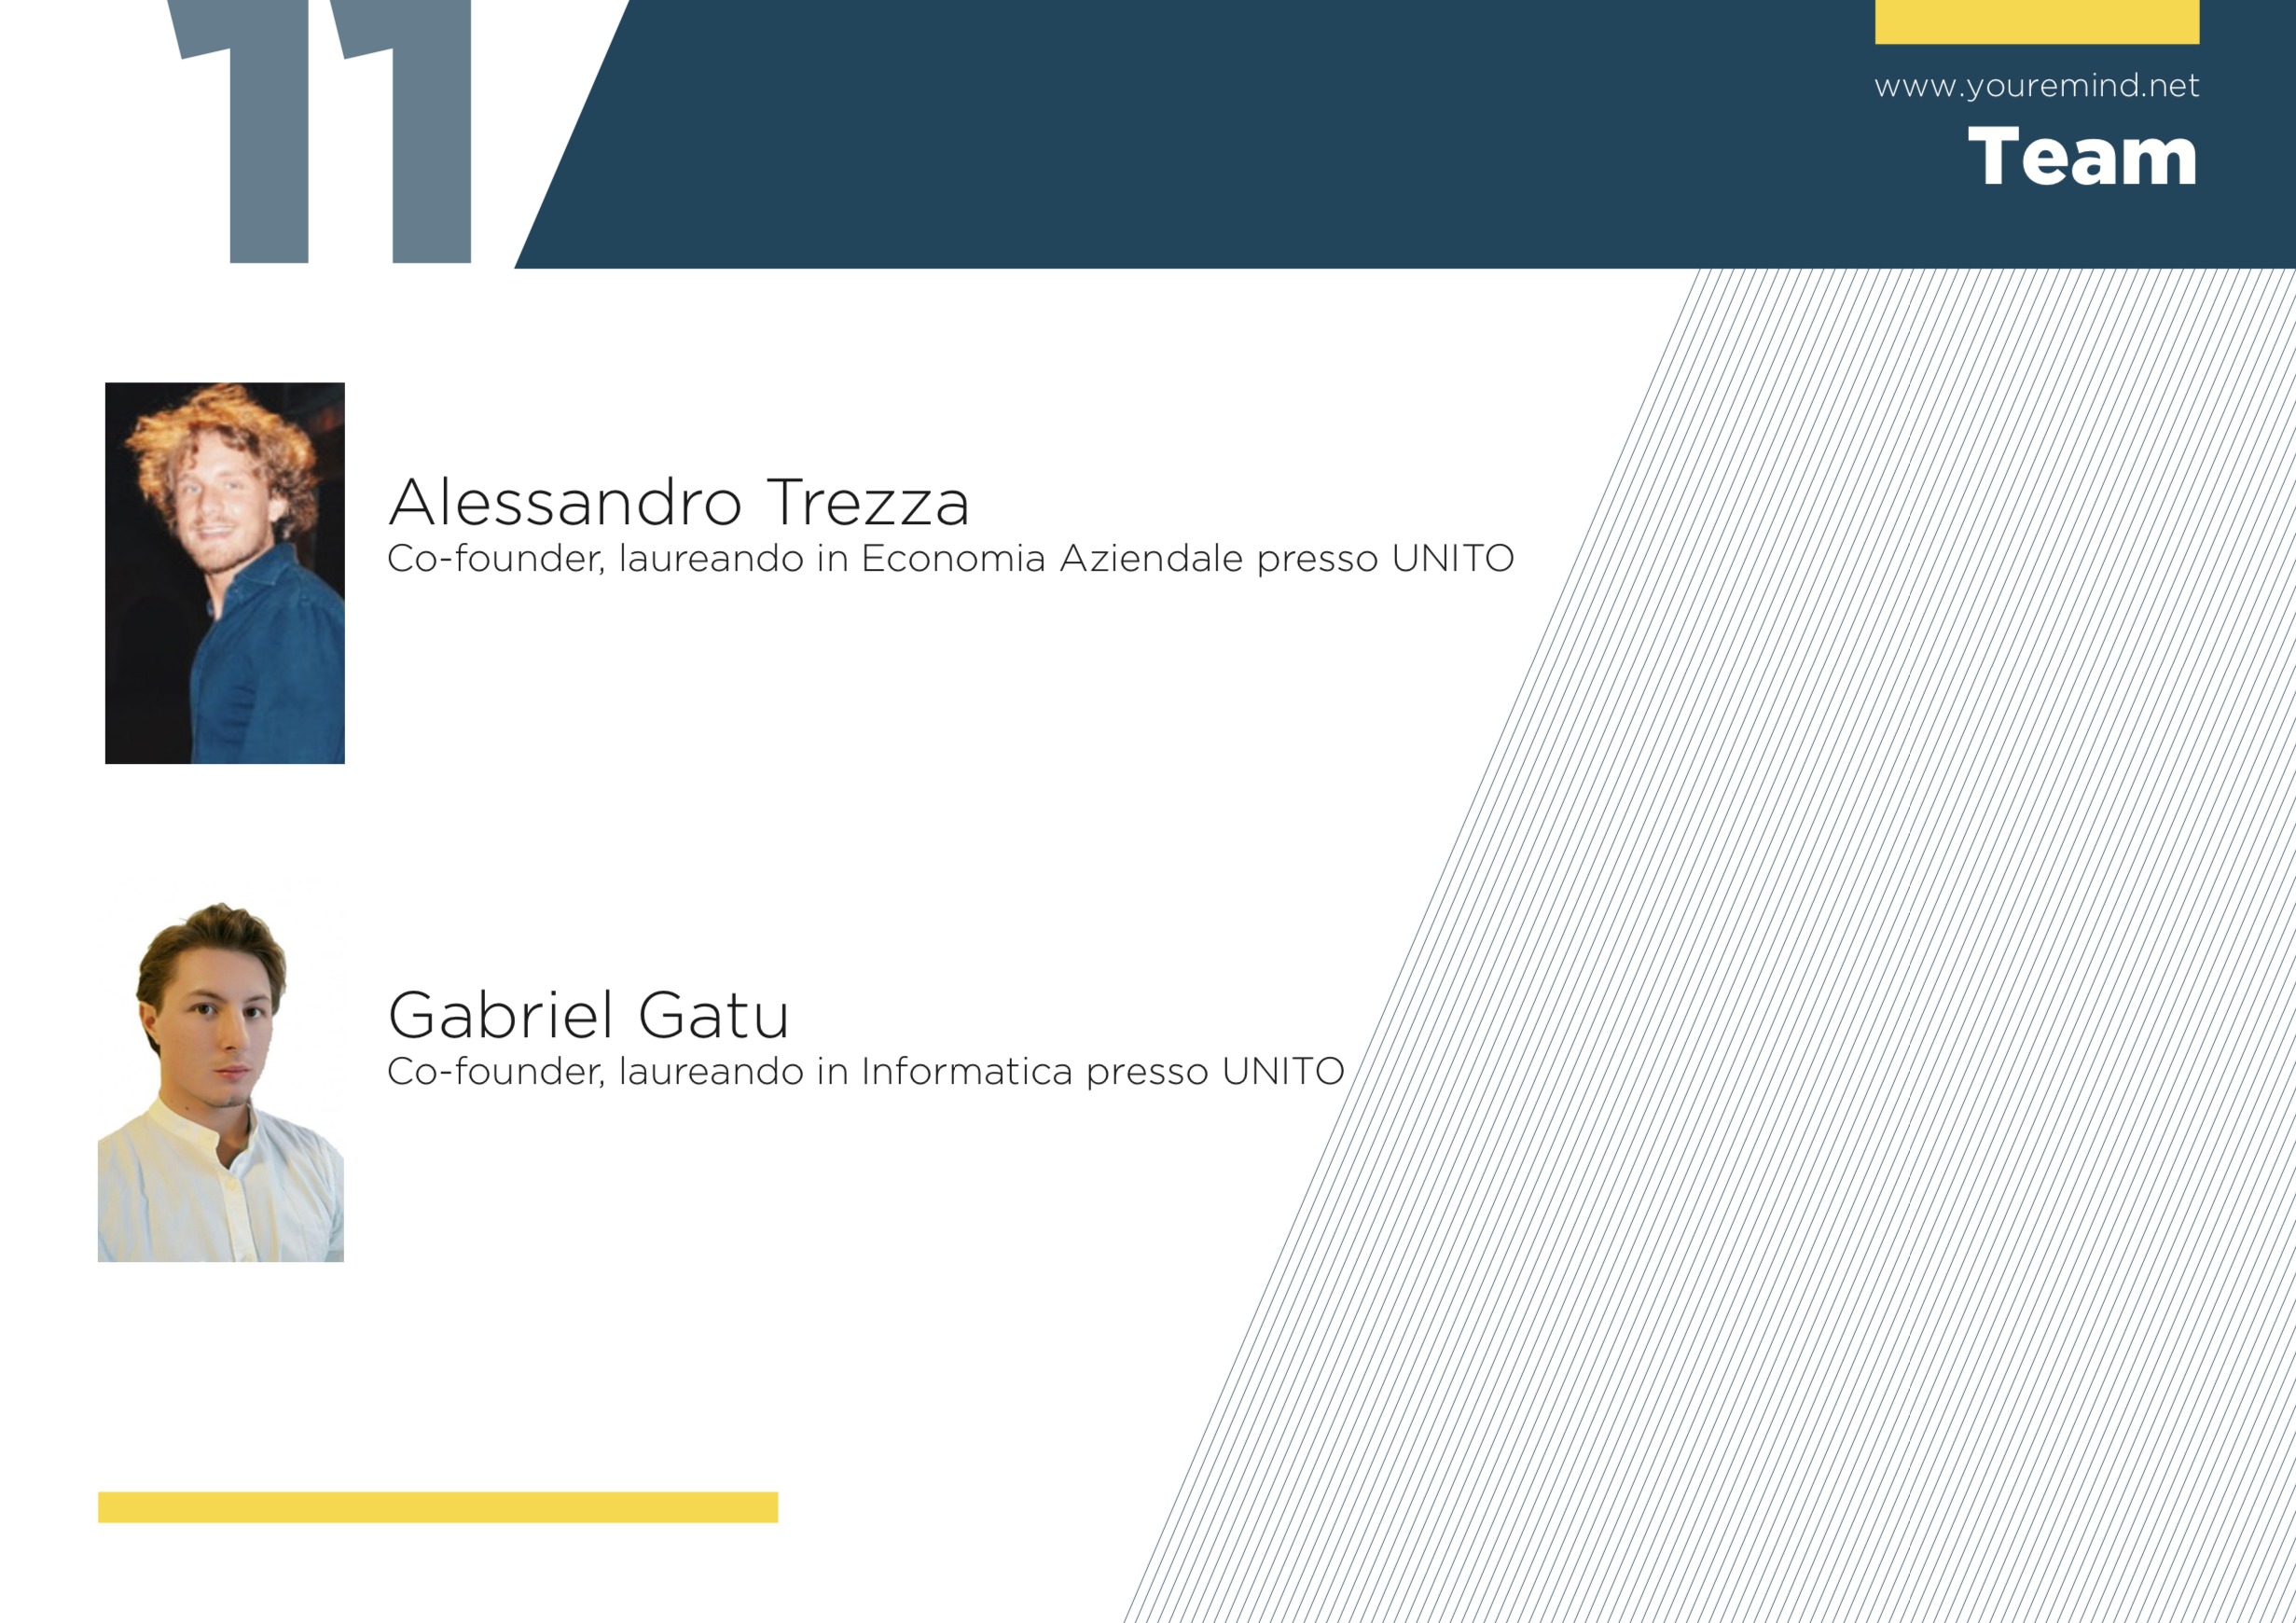 11
www.youremind.net
Team
Alessandro Trezza
Co-founder, laureando in Economia Aziendale presso UNITO
Gabriel Gatu
Co-founder, laureando in Informatica presso UNITO